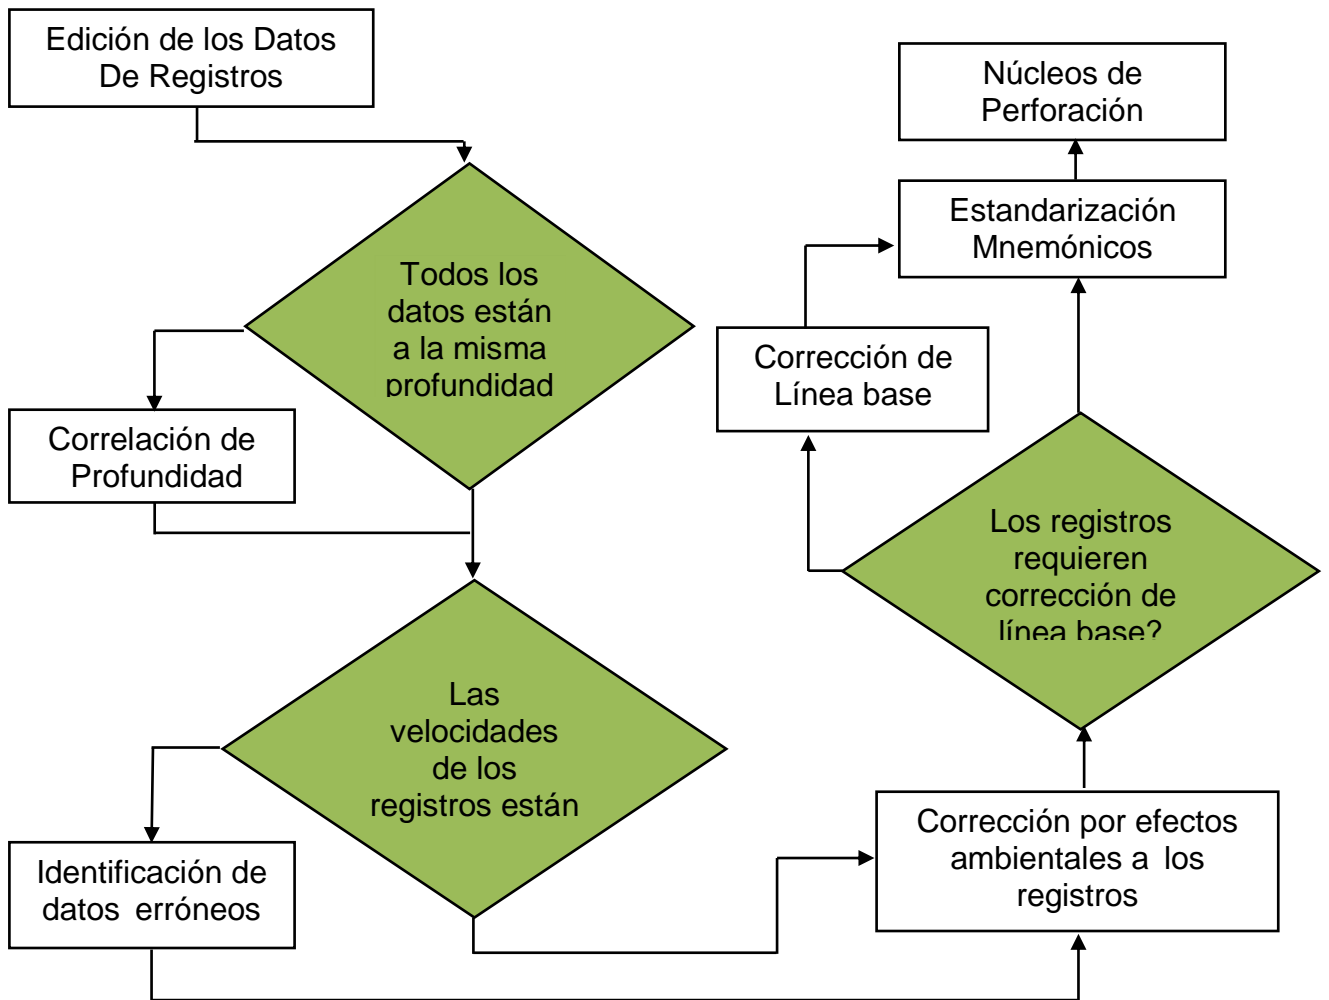 Edición de los Datos
De Registros
Todos los
datos están
a la misma
profundidad
Correlación de
Profundidad
Las
velocidades
de los
registros están
Identificación de
datos erróneos
Corrección por efectos
ambientales a los
registros
Los registros
requieren
corrección de
línea base?
Corrección de
Línea base
Estandarización
Mnemónicos
Núcleos de
Perforación